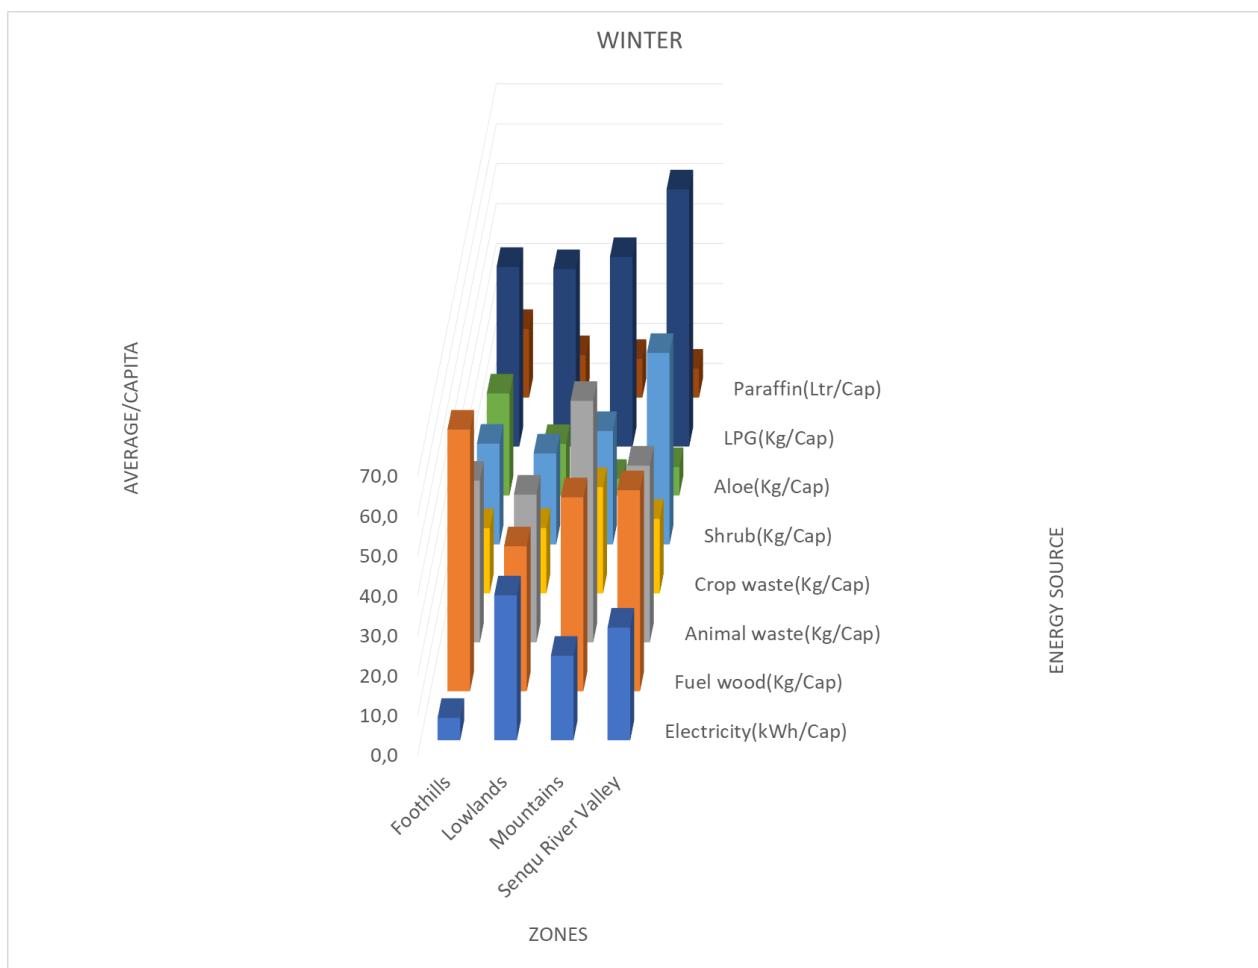 WINTER
AVERAGE/CAPITA
70,0
60,0
50,0
40,0
30,0
20,0
10,0
0,0
Paraffin(Ltr/Cap)
LPG(Kg/Cap)
Aloe(Kg/Cap)
Shrub(Kg/Cap)
Crop waste(Kg/Cap)
Animal waste(Kg/Cap)
Fuel wood(Kg/Cap)
Electricity(kWh/Cap)
ENERGY SOURCE
Foothills
Lowlands
Mountains
Senqu River Valley
ZONES